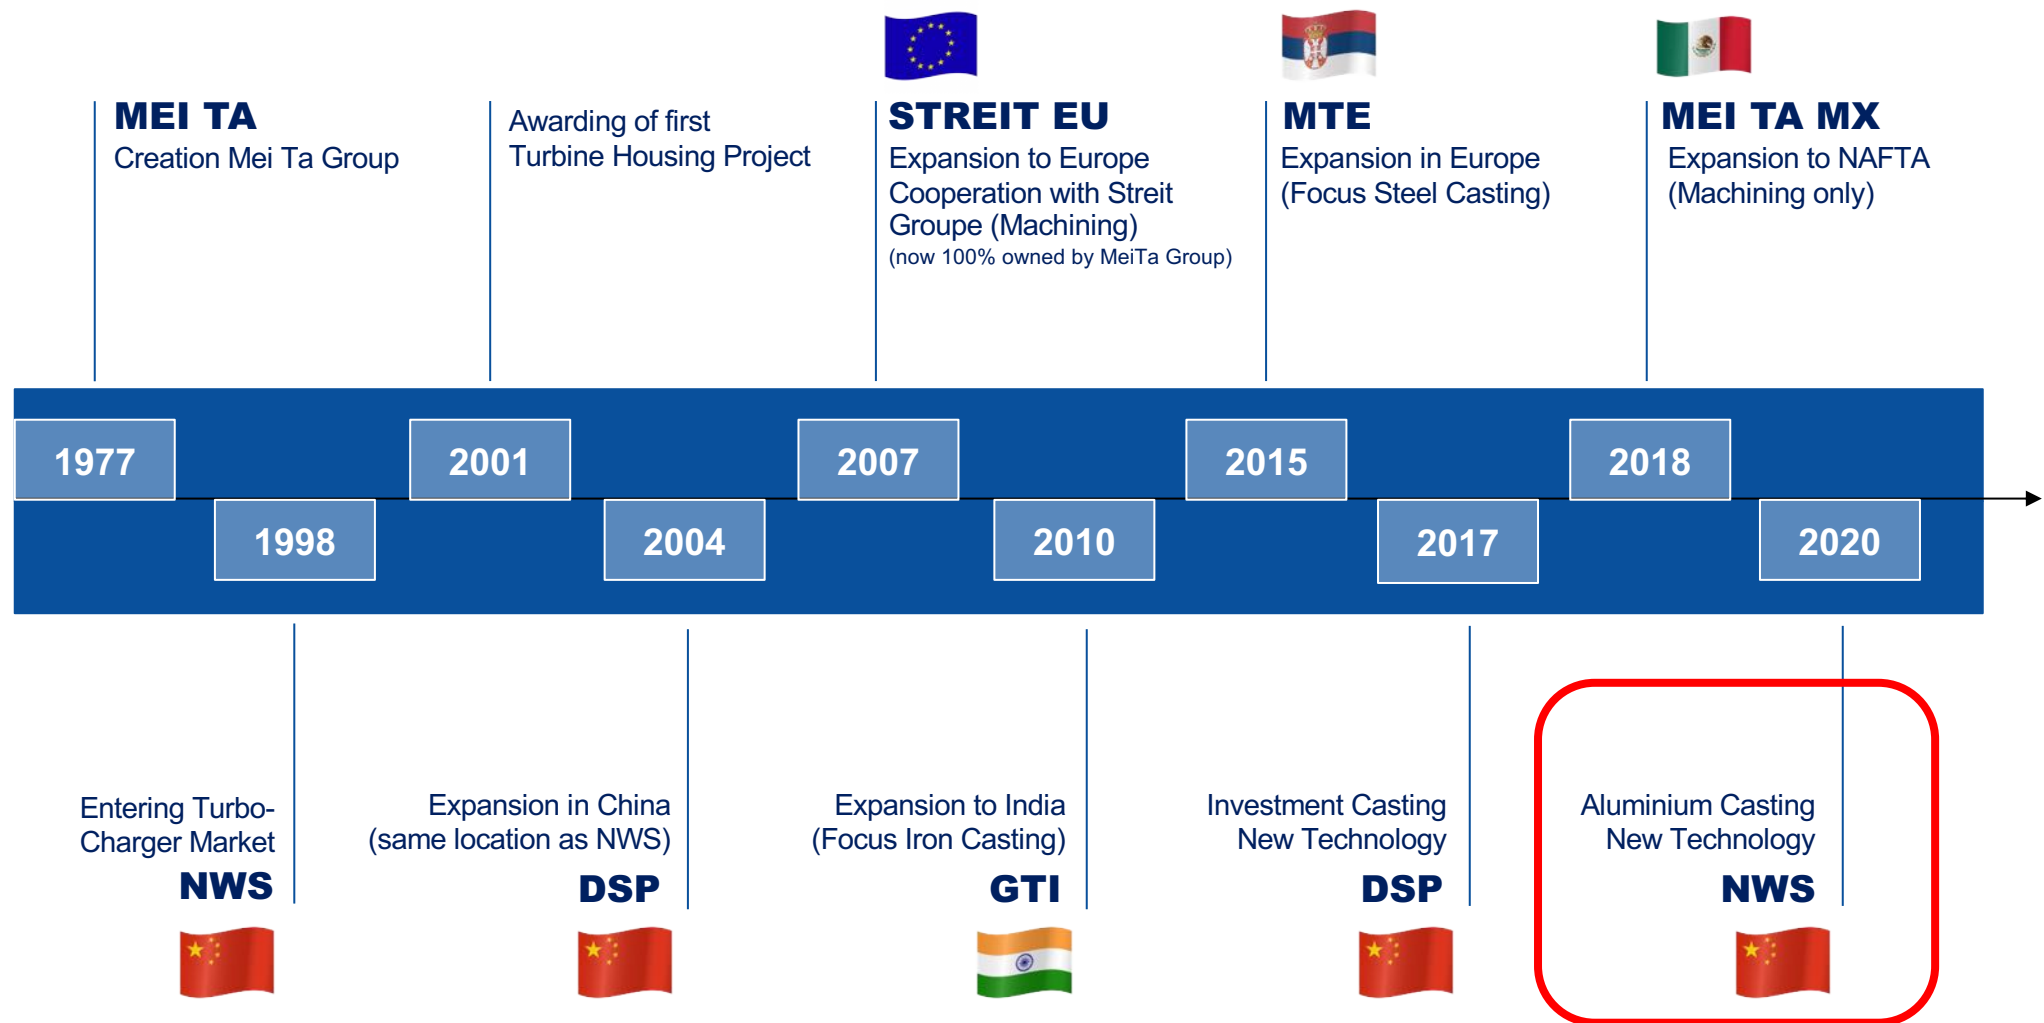 MEI TA
Creation Mei Ta Group
Awarding of first
Turbine Housing Project
STREIT EU
Expansion to Europe
Cooperation with Streit
Groupe (Machining)
(now 100% owned by MeiTa Group)
MTE
Expansion in Europe
(Focus Steel Casting)
MEI TA MX
Expansion to NAFTA
(Machining only)
1977
2001
2007
2015
2018
1998
2004
2010
2017
2020
Entering Turbo-
Charger Market
NWS
Expansion in China
(same location as NWS)
DSP
Expansion to India
(Focus Iron Casting)
GTI
Investment Casting
New Technology
DSP
Aluminium Casting
New Technology
NWS